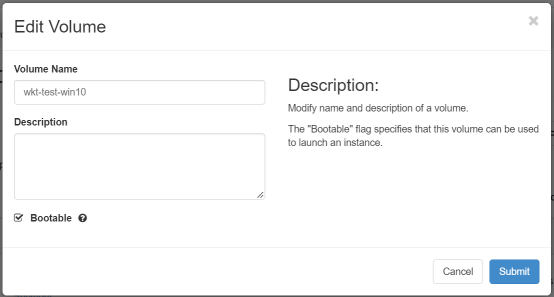 Edit Volume
×
Volume Name
wkt-test-win10
Description
Bootable
Description:
Modify name and description of a volume.
The "Bootable" flag specifies that this volume can be used
to launch an instance.
Cancel
Submit